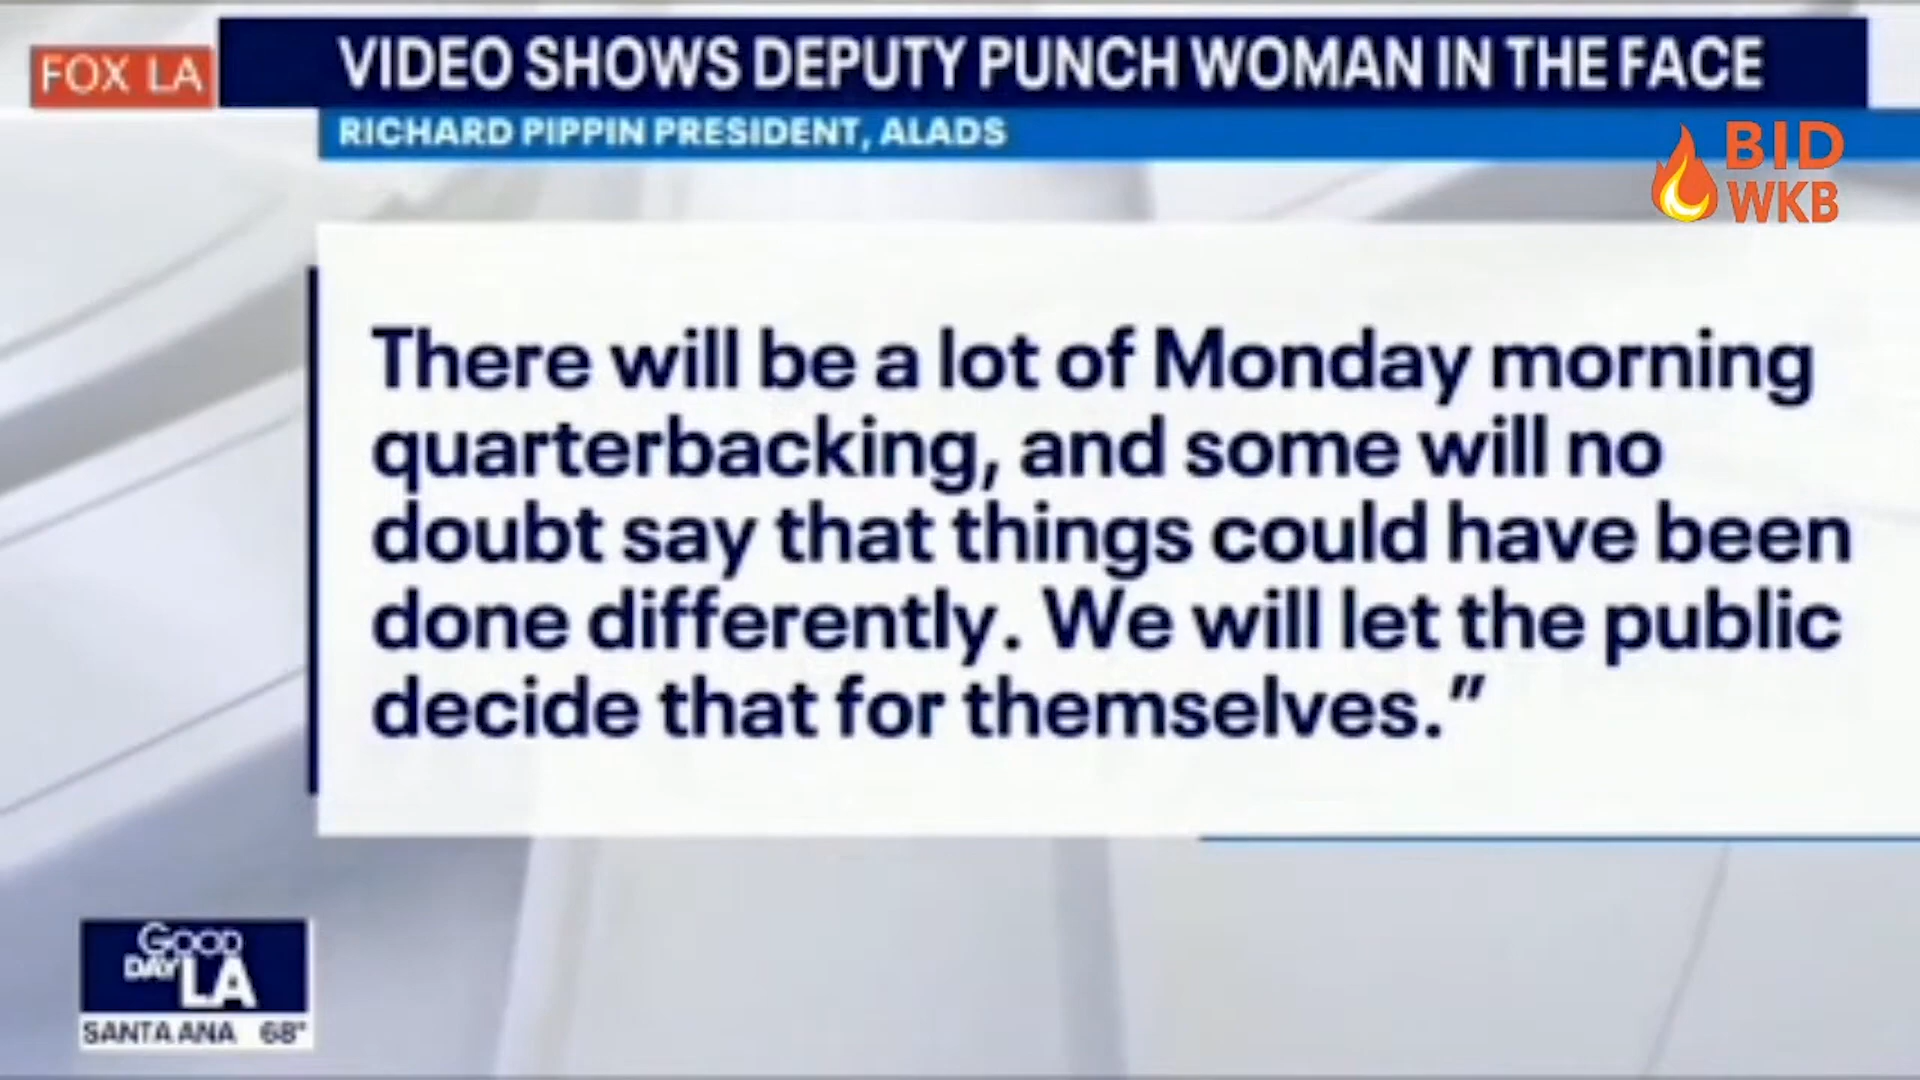 FOX LA
VIDEO SHOWS DEPUTY PUNCH WOMAN IN THE FACE
RICHARD PIPPIN PRESIDENT, ALADS
BID
WKB
There will be a lot of Monday morning
quarterbacking, and some will no
doubt say that things could have been
done differently. We will let the public
decide that for themselves.”
GOOD
DAY LA
SANTA ANA 68°